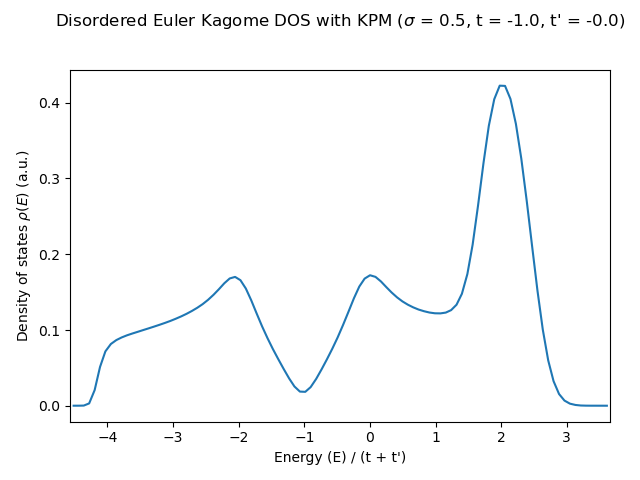 Disordered Euler Kagome DOS with KPM (σ = 0.5, t = -1.0, t' = -0.0)
Density of states ρ(E) (a.u.)
0.4
0.3
0.2
0.1
0.0
−4 −3 −2 −1 0 1 2 3
Energy (E) / (t + t')